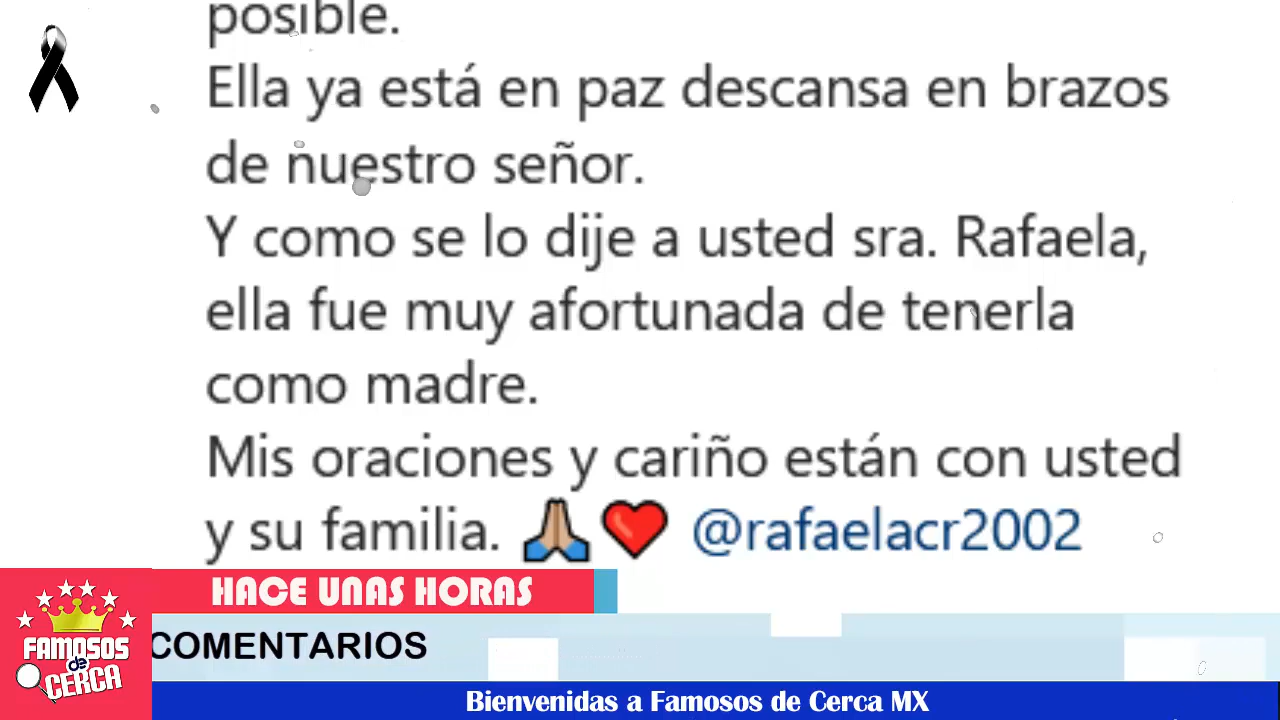 posible.
Ella ya está en paz descansa en brazos
de nuestro señor.
Y como se lo dije a usted sra. Rafaela,
ella fue muy afortunada de tenerla
como madre.
Mis oraciones y cariño están con usted
y su familia. 🙏🏽❤️ @rafaelacr2002
HACE UNAS HORAS
FAMOSOS
de
CERCA
COMENTARIOS
Bienvenidas a Famosos de Cerca MX